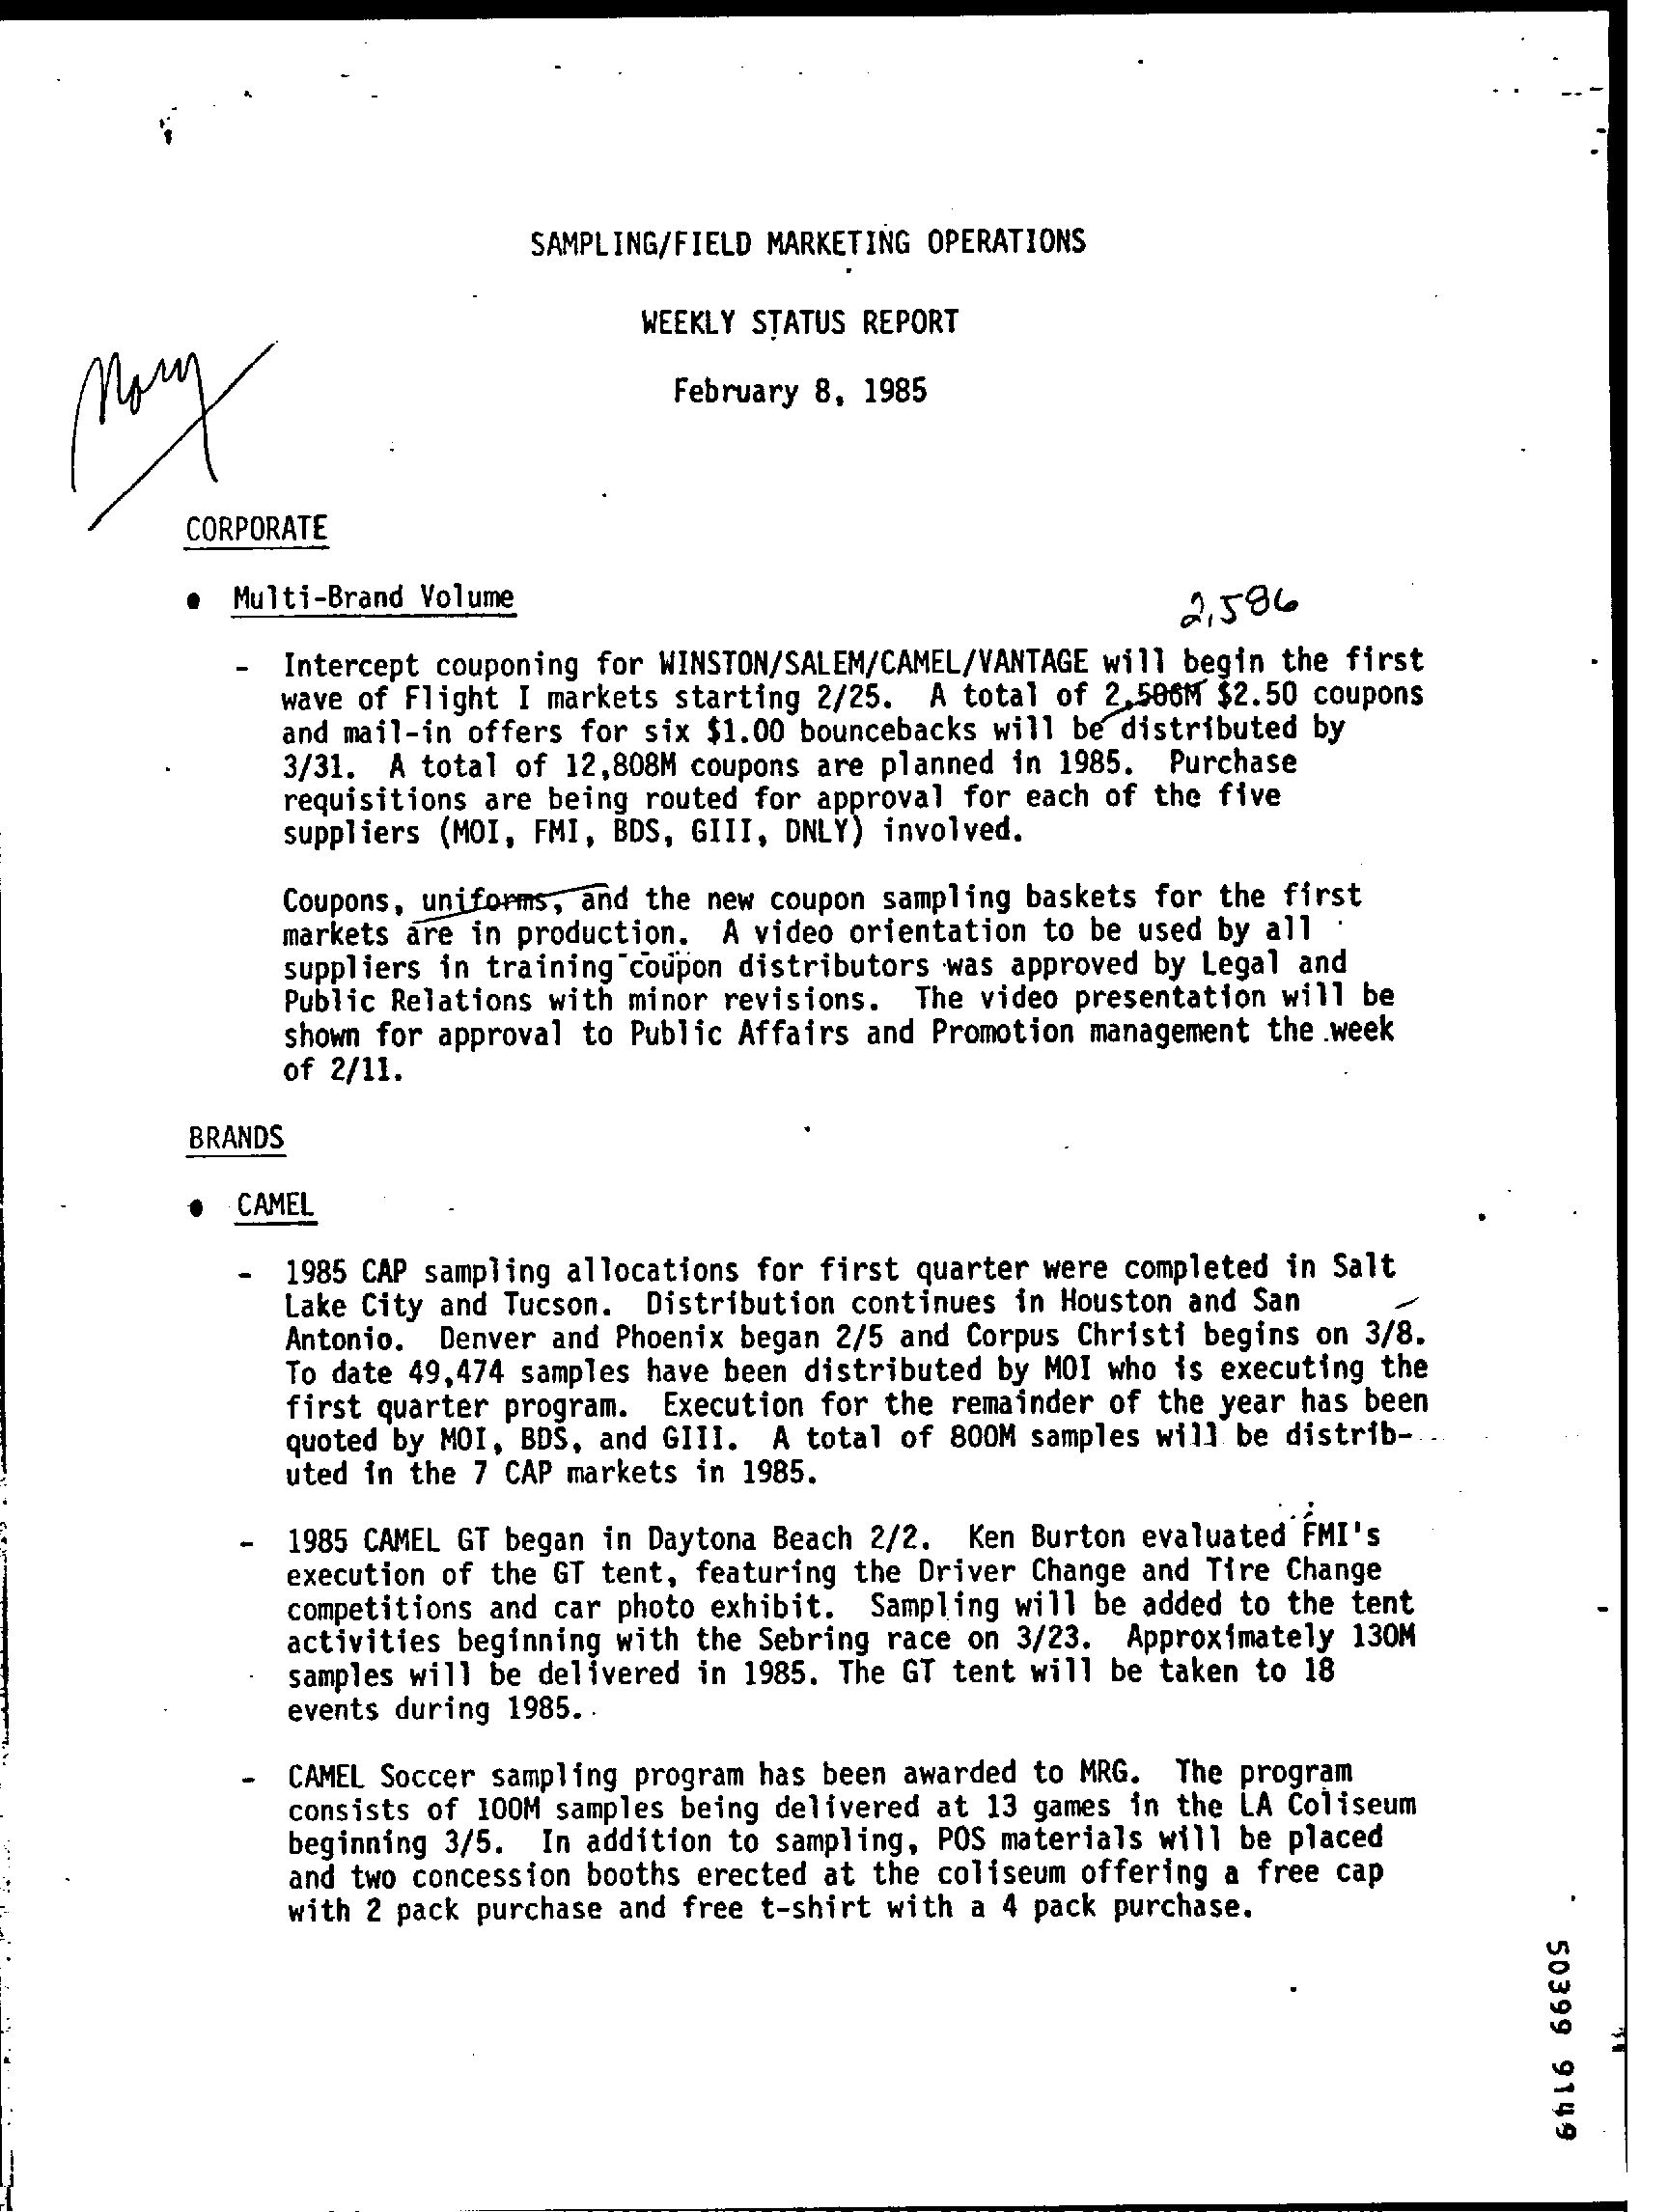 SAMPLING/FIELD MARKETING OPERATIONS
WEEKLY STATUS REPORT
February 8, 1985
Mary
CORPORATE
• Multi-Brand Volume
2,586
- Intercept couponing for WINSTON/SALEM/CAMEL/VANTAGE will begin the first
wave of Flight I markets starting 2/25. A total of 2,506M $2.50 coupons
and mail-in offers for six $1.00 bouncebacks will be distributed by
3/31. A total of 12,808M coupons are planned in 1985. Purchase
requisitions are being routed for approval for each of the five
suppliers (MOI, FMI, BDS, GIII, DNLY) involved.
Coupons, uniforms, and the new coupon sampling baskets for the first
markets are in production. A video orientation to be used by all
suppliers in training coupon distributors was approved by Legal and
Public Relations with minor revisions. The video presentation will be
shown for approval to Public Affairs and Promotion management the week
of 2/11.
BRANDS
• CAMEL
- 1985 CAP sampling allocations for first quarter were completed in Salt
Lake City and Tucson. Distribution continues in Houston and San
Antonio. Denver and Phoenix began 2/5 and Corpus Christi begins on 3/8.
To date 49,474 samples have been distributed by MOI who is executing the
first quarter program. Execution for the remainder of the year has been
quoted by MOI, BDS, and GIII. A total of 800M samples will be distrib-
uted in the 7 CAP markets in 1985.
- 1985 CAMEL GT began in Daytona Beach 2/2. Ken Burton evaluated FMI's
execution of the GT tent, featuring the Driver Change and Tire Change
competitions and car photo exhibit. Sampling will be added to the tent
activities beginning with the Sebring race on 3/23. Approximately 130M
samples will be delivered in 1985. The GT tent will be taken to 18
events during 1985.
- CAMEL Soccer sampling program has been awarded to MRG. The program
consists of 100M samples being delivered at 13 games in the LA Coliseum
beginning 3/5. In addition to sampling, POS materials will be placed
and two concession booths erected at the coliseum offering a free cap
with 2 pack purchase and free t-shirt with a 4 pack purchase.
50399 9149